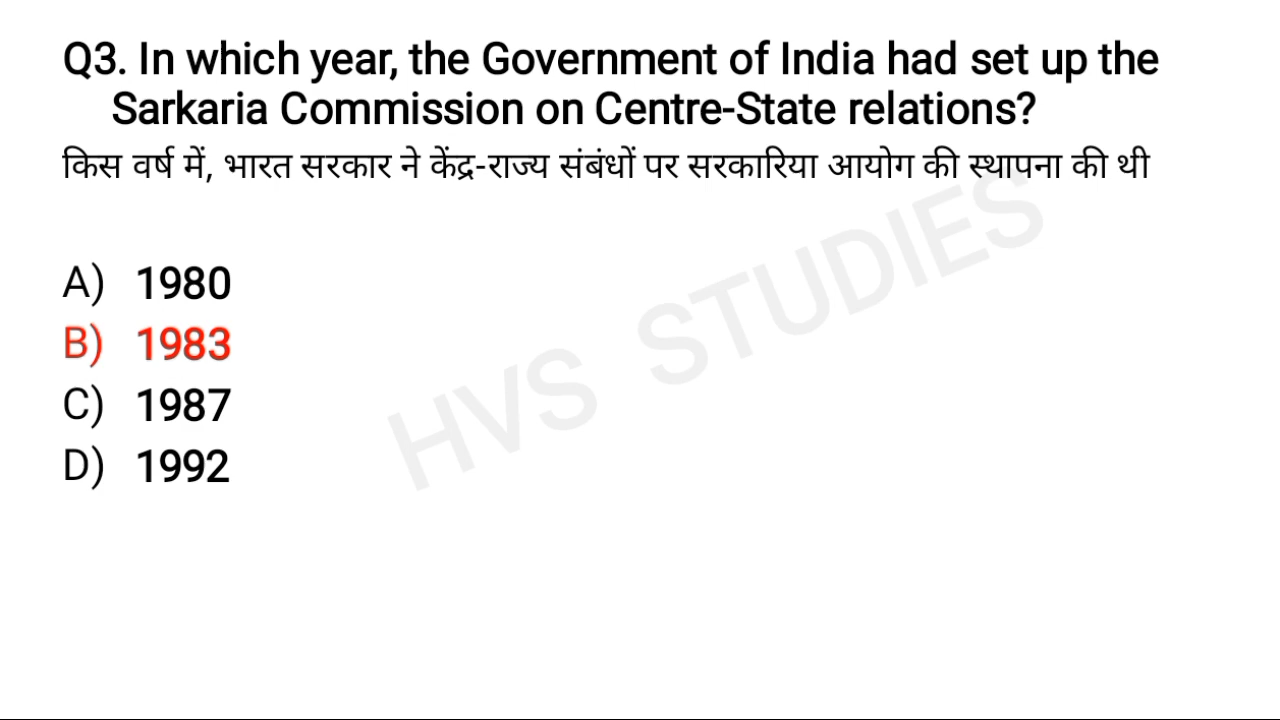 Q3. In which year, the Government of India had set up the
Sarkaria Commission on Centre-State relations?
किस वर्ष में, भारत सरकार ने केंद्र-राज्य संबंधों पर सरकारिया आयोग की स्थापना की थी
A) 1980
B) 1983
C) 1987
D) 1992
HVS STUDIES